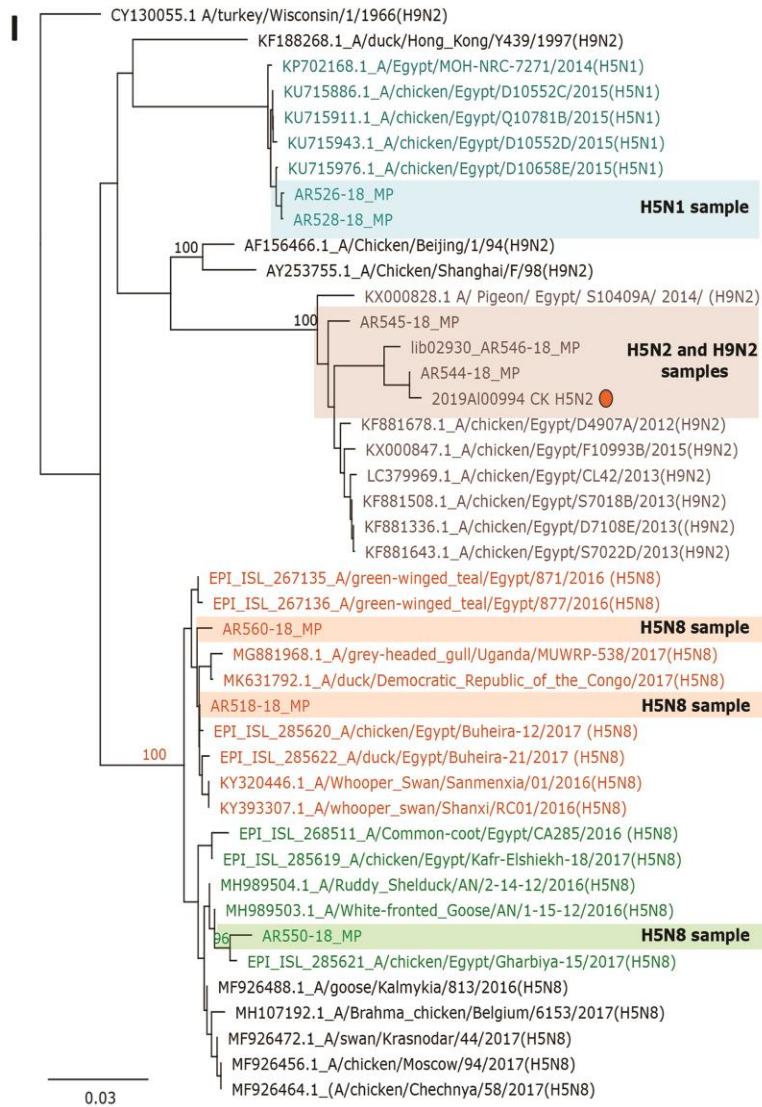 I
CY130055.1 A/turkey/Wisconsin/1/1966(H9N2)
KF188268.1_A/duck/Hong_Kong/Y439/1997(H9N2)
KP702168.1_A/Egypt/MOH-NRC-7271/2014(H5N1)
KU715886.1_A/chicken/Egypt/D10552C/2015(H5N1)
KU715911.1_A/chicken/Egypt/Q10781B/2015(H5N1)
KU715943.1_A/chicken/Egypt/D10552D/2015(H5N1)
KU715976.1_A/chicken/Egypt/D10658E/2015(H5N1)
AR526-18_MP
H5N1 sample
AR528-18_MP
100
AF156466.1_A/Chicken/Beijing/1/94(H9N2)
AY253755.1_A/Chicken/Shanghai/F/98(H9N2)
KX000828.1 A/ Pigeon/ Egypt/ S10409A/ 2014/ (H9N2)
100
AR545-18_MP
lib02930_AR546-18_MP
H5N2 and H9N2
samples
AR544-18_MP
2019Al00994 CK H5N2
KF881678.1_A/chicken/Egypt/D4907A/2012(H9N2)
KX000847.1_A/chicken/Egypt/F10993B/2015(H9N2)
LC379969.1_A/chicken/Egypt/CL42/2013(H9N2)
KF881508.1_A/chicken/Egypt/S7018B/2013(H9N2)
KF881336.1_A/chicken/Egypt/D7108E/2013((H9N2)
KF881643.1_A/chicken/Egypt/S7022D/2013(H9N2)
EPI_ISL_267135_A/green-winged_teal/Egypt/871/2016 (H5N8)
EPI_ISL_267136_A/green-winged_teal/Egypt/877/2016(H5N8)
AR560-18_MP
H5N8 sample
MG881968.1_A/grey-headed_gull/Uganda/MUWRP-538/2017(H5N8)
MK631792.1_A/duck/Democratic_Republic_of_the_Congo/2017(H5N8)
AR518-18_MP
H5N8 sample
EPI_ISL_285620_A/chicken/Egypt/Buheira-12/2017 (H5N8)
100
EPI_ISL_285622_A/duck/Egypt/Buheira-21/2017 (H5N8)
KY320446.1_A/Whooper_Swan/Sanmenxia/01/2016(H5N8)
KY393307.1_A/whooper_swan/Shanxi/RC01/2016(H5N8)
EPI_ISL_268511_A/Common-coot/Egypt/CA285/2016 (H5N8)
EPI_ISL_285619_A/chicken/Egypt/Kafr-Elshiekh-18/2017(H5N8)
MH989504.1_A/Ruddy_Shelduck/AN/2-14-12/2016(H5N8)
MH989503.1_A/White-fronted_Goose/AN/1-15-12/2016(H5N8)
96
AR550-18_MP
H5N8 sample
EPI_ISL_285621_A/chicken/Egypt/Gharbiya-15/2017(H5N8)
MF926488.1_A/goose/Kalmykia/813/2016(H5N8)
MH107192.1_A/Brahma_chicken/Belgium/6153/2017(H5N8)
MF926472.1_A/swan/Krasnodar/44/2017(H5N8)
MF926456.1_A/chicken/Moscow/94/2017(H5N8)
MF926464.1_(A/chicken/Chechnya/58/2017(H5N8)
0.03